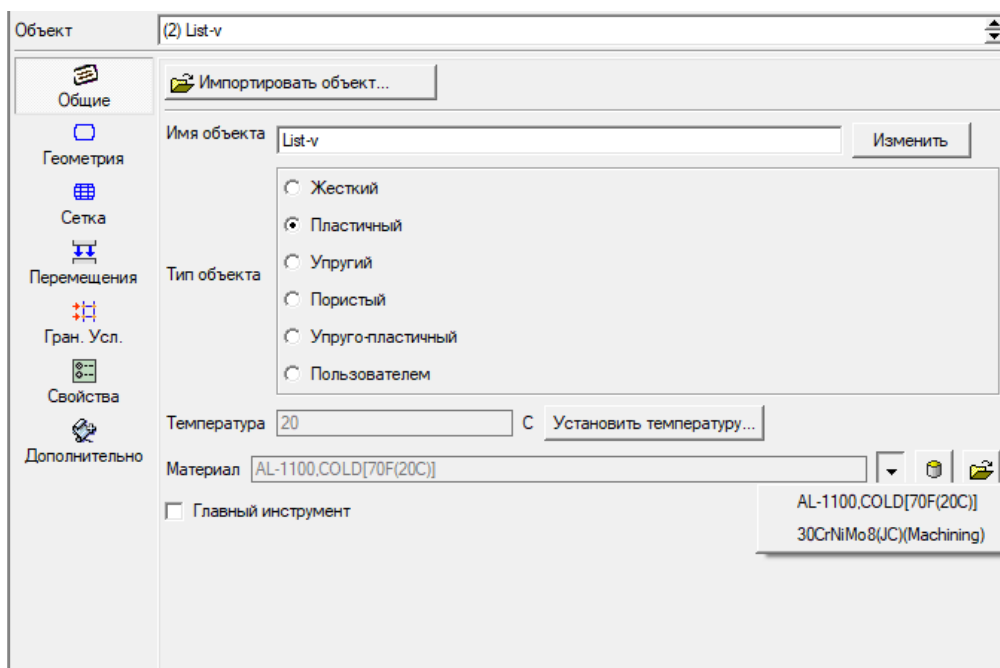 Объект (2) List-v
Общие
Импортировать объект...
Имя объекта List-v Изменить
Геометрия
Жесткий
Сетка
Пластичный
Перемещения
Тип объекта
Упругий
Пористый
Гран. Усл.
Упруго-пластичный
Свойства
Пользователем
Температура 20 C Установить температуру...
Дополнительно
Материал AL-1100,COLD[70F(20C)]
Главный инструмент
AL-1100,COLD[70F(20C)]
30CrNiMo8(JC)(Machining)